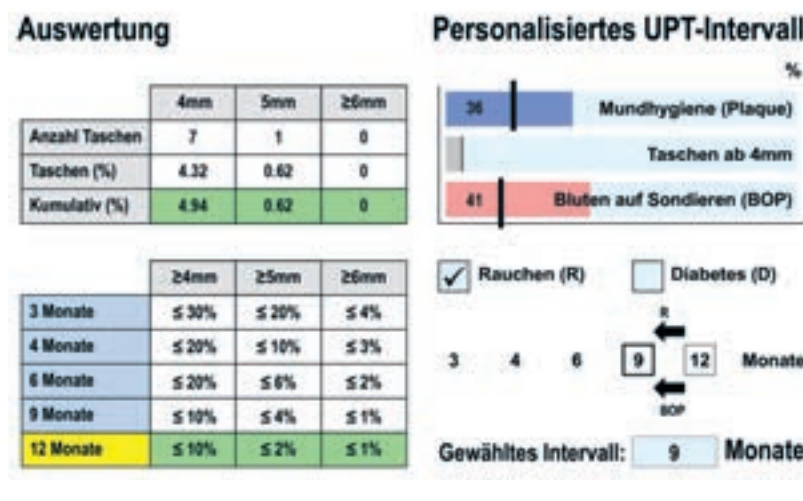 Auswertung
4mm 5mm ≥6mm
Anzahl Taschen 7 1 0
Taschen (%) 4.32 0.62 0
Kumulativ (%) 4.94 0.62 0
≥4mm ≥5mm ≥6mm
3 Monate ≤ 30% ≤ 20% ≤ 4%
4 Monate ≤ 20% ≤ 10% ≤ 3%
6 Monate ≤ 20% ≤ 6% ≤ 2%
9 Monate ≤ 10% ≤ 4% ≤ 1%
12 Monate ≤ 10% ≤ 2% ≤ 1%
Personalisiertes UPT-Intervall
%
36 Mundhygiene (Plaque)
Taschen ab 4mm
41 Bluten auf Sondieren (BOP)
✓ Rauchen (R) Diabetes (D)
R
3 4 6 9 12 Monate
BOP
Gewähltes Intervall: 9 Monate